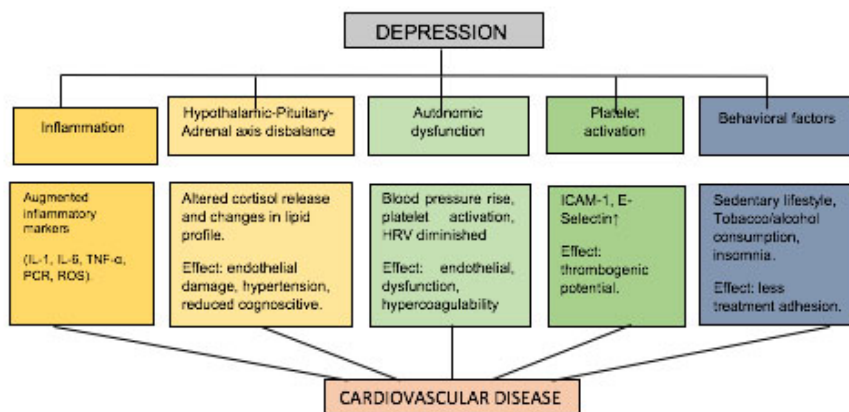 DEPRESSION
Inflammation
Hypothalamic-Pituitary-
Adrenal axis disbalance
Autonomic
dysfunction
Platelet
activation
Behavioral factors
Augmented
inflammatory
markers
(IL-1, IL-6, TNF-α,
PCR, ROS).
Altered cortisol release
and changes in lipid
profile.
Effect: endothelial
damage, hypertension,
reduced cognoscitive.
Blood pressure rise,
platelet activation,
HRV diminished
Effect: endothelial,
dysfunction,
hypercoagulability
ICAM-1, E-
Selectin↑
Effect:
thrombogenic
potential.
Sedentary lifestyle,
Tobacco/alcohol
consumption,
insomnia.
Effect: less
treatment adhesion.
CARDIOVASCULAR DISEASE